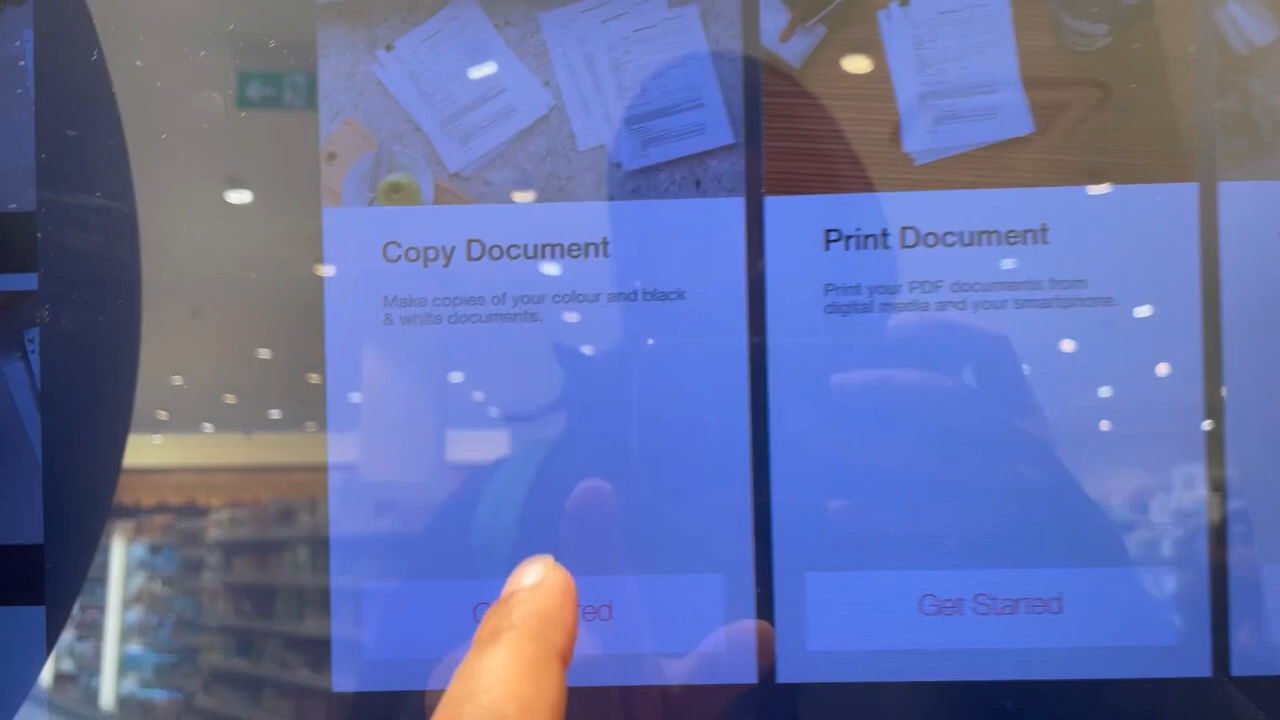 Copy Document
Make copies of your colour and black
& white documents.
Print Document
Print your PDF documents from
digital media and your smartphone.
Get Started